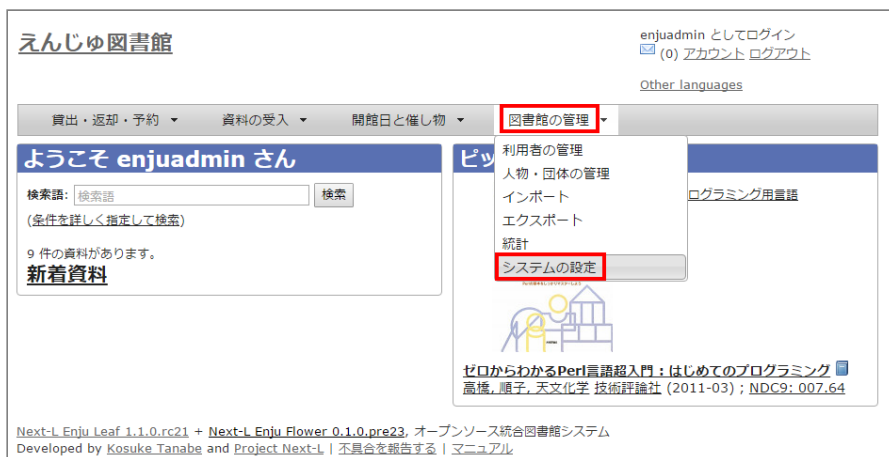 えんじゅ図書館
enjuadmin としてログイン
(0) アカウント ログアウト
Other languages
貸出・返却・予約 ▼ 資料の受入 ▼ 開館日と催し物 ▼ 図書館の管理 ▼
ようこそ enjuadmin さん
検索語: 検索語 検索
(条件を詳しく指定して検索)
9 件の資料があります。
新着資料
ピッ
利用者の管理
人物・団体の管理
インポート
ログラミング用言語
エクスポート
統計
システムの設定
ゼロからわかるPerl言語超入門 : はじめてのプログラミング
高橋, 順子, 天文化学 技術評論社 (2011-03) ; NDC9: 007.64
Next-L Enju Leaf 1.1.0.rc21 + Next-L Enju Flower 0.1.0.pre23, オープンソース統合図書館システム
Developed by Kosuke Tanabe and Project Next-L | 不具合を報告する | マニュアル